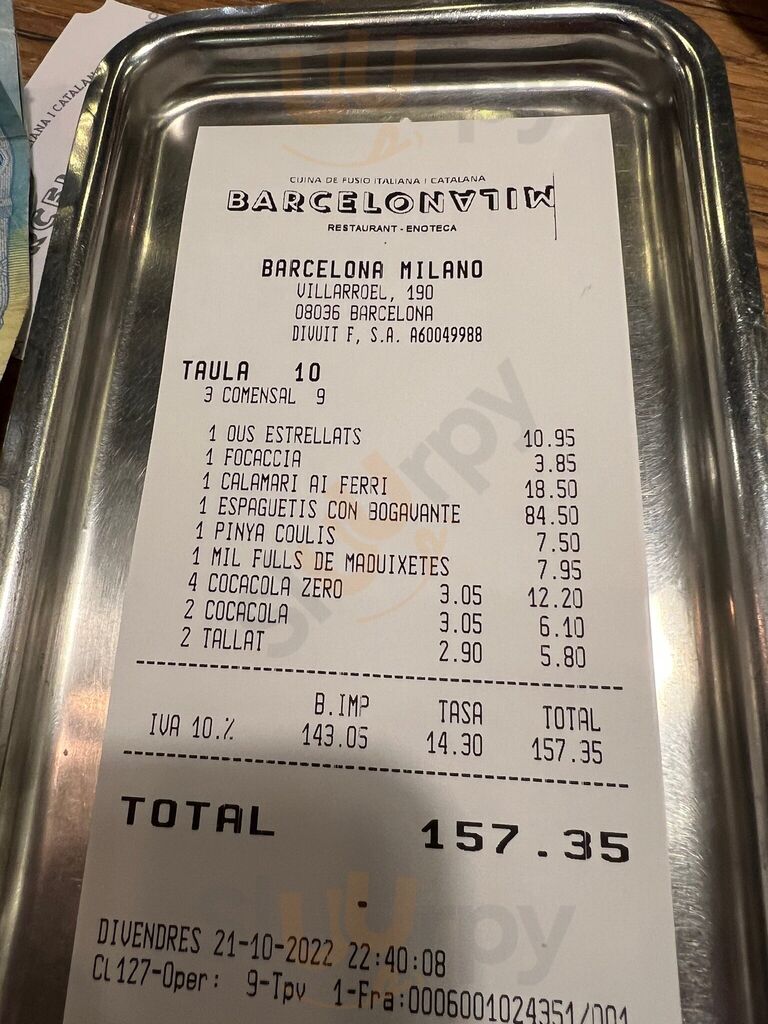 CUINA DE FUSIO ITALIANA I CATALANA
BARCELONAMILANO
RESTAURANT - ENOTECA
BARCELONA MILANO
VILLARROEL, 190
08036 BARCELONA
DIVUIT F, S.A. A60049988
TAULA 10
3 COMENSAL 9
1 OUS ESTRELLATS 10.95
1 FOCACCIA 3.85
1 CALAMARI AI FERRI 18.50
1 ESPAGUETIS CON BOGAVANTE 84.50
1 PINYA COULIS 7.50
1 MIL FULLS DE MADUIXETES 7.95
4 COCACOLA ZERO 3.05 12.20
2 COCACOLA 3.05 6.10
2 TALLAT 2.90 5.80
B.IMP TASA TOTAL
IVA 10.% 143.05 14.30 157.35
TOTAL 157.35
DIVENDRES 21-10-2022 22:40:08
CL127-Oper: 9-Tpv 1-Fra:0006001024351/001